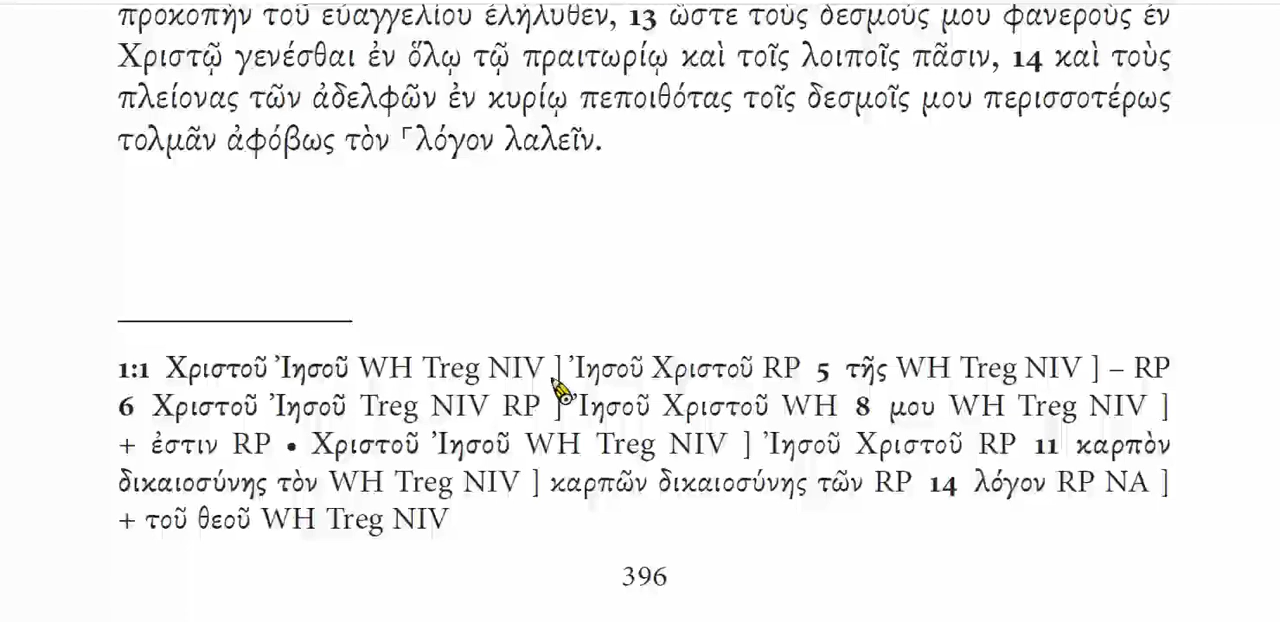 προκοπὴν τοῦ εὐαγγελίου ἐλήλυθεν, 13 ὥστε τοὺς δεσμούς μου φανεροὺς ἐν
Χριστῷ γενέσθαι ἐν ὅλῳ τῷ πραιτωρίῳ καὶ τοῖς λοιποῖς πᾶσιν, 14 καὶ τοὺς
πλείονας τῶν ἀδελφῶν ἐν κυρίῳ πεποιθότας τοῖς δεσμοῖς μου περισσοτέρως
τολμᾶν ἀφόβως τὸν ⸀λόγον λαλεῖν.
1:1 Χριστοῦ Ἰησοῦ WH Treg NIV ] Ἰησοῦ Χριστοῦ RP 5 τῆς WH Treg NIV ] – RP
6 Χριστοῦ Ἰησοῦ Treg NIV RP ] Ἰησοῦ Χριστοῦ WH 8 μου WH Treg NIV ]
+ ἐστιν RP • Χριστοῦ Ἰησοῦ WH Treg NIV ] Ἰησοῦ Χριστοῦ RP 11 καρπὸν
δικαιοσύνης τὸν WH Treg NIV ] καρπῶν δικαιοσύνης τῶν RP 14 λόγον RP NA ]
+ τοῦ θεοῦ WH Treg NIV
396